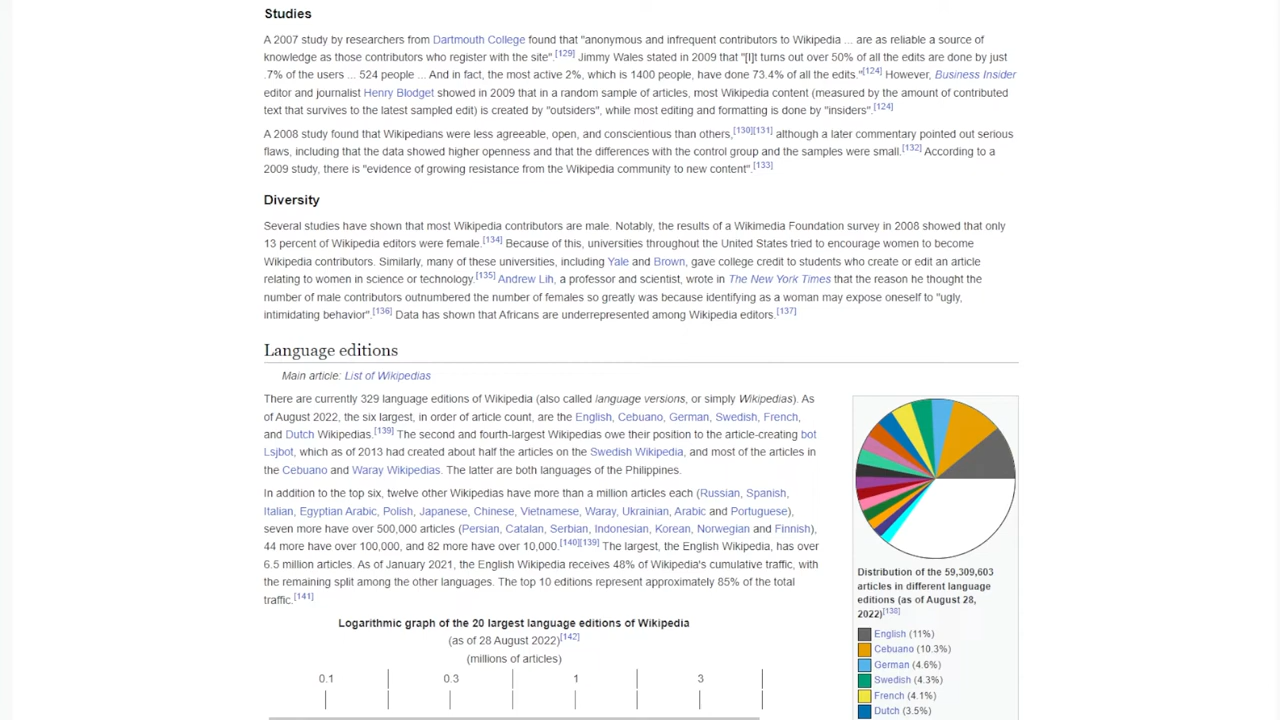 Studies
A 2007 study by researchers from Dartmouth College found that "anonymous and infrequent contributors to Wikipedia ... are as reliable a source of
knowledge as those contributors who register with the site".[129] Jimmy Wales stated in 2009 that "[I]t turns out over 50% of all the edits are done by just
.7% of the users ... 524 people ... And in fact, the most active 2%, which is 1400 people, have done 73.4% of all the edits."[124] However, Business Insider
editor and journalist Henry Blodget showed in 2009 that in a random sample of articles, most Wikipedia content (measured by the amount of contributed
text that survives to the latest sampled edit) is created by "outsiders", while most editing and formatting is done by "insiders".[124]
A 2008 study found that Wikipedians were less agreeable, open, and conscientious than others,[130][131] although a later commentary pointed out serious
flaws, including that the data showed higher openness and that the differences with the control group and the samples were small.[132] According to a
2009 study, there is "evidence of growing resistance from the Wikipedia community to new content".[133]
Diversity
Several studies have shown that most Wikipedia contributors are male. Notably, the results of a Wikimedia Foundation survey in 2008 showed that only
13 percent of Wikipedia editors were female.[134] Because of this, universities throughout the United States tried to encourage women to become
Wikipedia contributors. Similarly, many of these universities, including Yale and Brown, gave college credit to students who create or edit an article
relating to women in science or technology.[135] Andrew Lih, a professor and scientist, wrote in The New York Times that the reason he thought the
number of male contributors outnumbered the number of females so greatly was because identifying as a woman may expose oneself to "ugly,
intimidating behavior".[136] Data has shown that Africans are underrepresented among Wikipedia editors.[137]
Language editions
Main article: List of Wikipedias
There are currently 329 language editions of Wikipedia (also called language versions, or simply Wikipedias). As
of August 2022, the six largest, in order of article count, are the English, Cebuano, German, Swedish, French,
and Dutch Wikipedias.[139] The second and fourth-largest Wikipedias owe their position to the article-creating bot
Lsjbot, which as of 2013 had created about half the articles on the Swedish Wikipedia, and most of the articles in
the Cebuano and Waray Wikipedias. The latter are both languages of the Philippines.
In addition to the top six, twelve other Wikipedias have more than a million articles each (Russian, Spanish,
Italian, Egyptian Arabic, Polish, Japanese, Chinese, Vietnamese, Waray, Ukrainian, Arabic and Portuguese),
seven more have over 500,000 articles (Persian, Catalan, Serbian, Indonesian, Korean, Norwegian and Finnish),
44 more have over 100,000, and 82 more have over 10,000.[140][139] The largest, the English Wikipedia, has over
6.5 million articles. As of January 2021, the English Wikipedia receives 48% of Wikipedia's cumulative traffic, with
the remaining split among the other languages. The top 10 editions represent approximately 85% of the total
traffic.[141]
Logarithmic graph of the 20 largest language editions of Wikipedia
(as of 28 August 2022)[142]
(millions of articles)
0.1 0.3 1 3
Distribution of the 59,309,603
articles in different language
editions (as of August 28,
2022)[138]
English (11%)
Cebuano (10.3%)
German (4.6%)
Swedish (4.3%)
French (4.1%)
Dutch (3.5%)